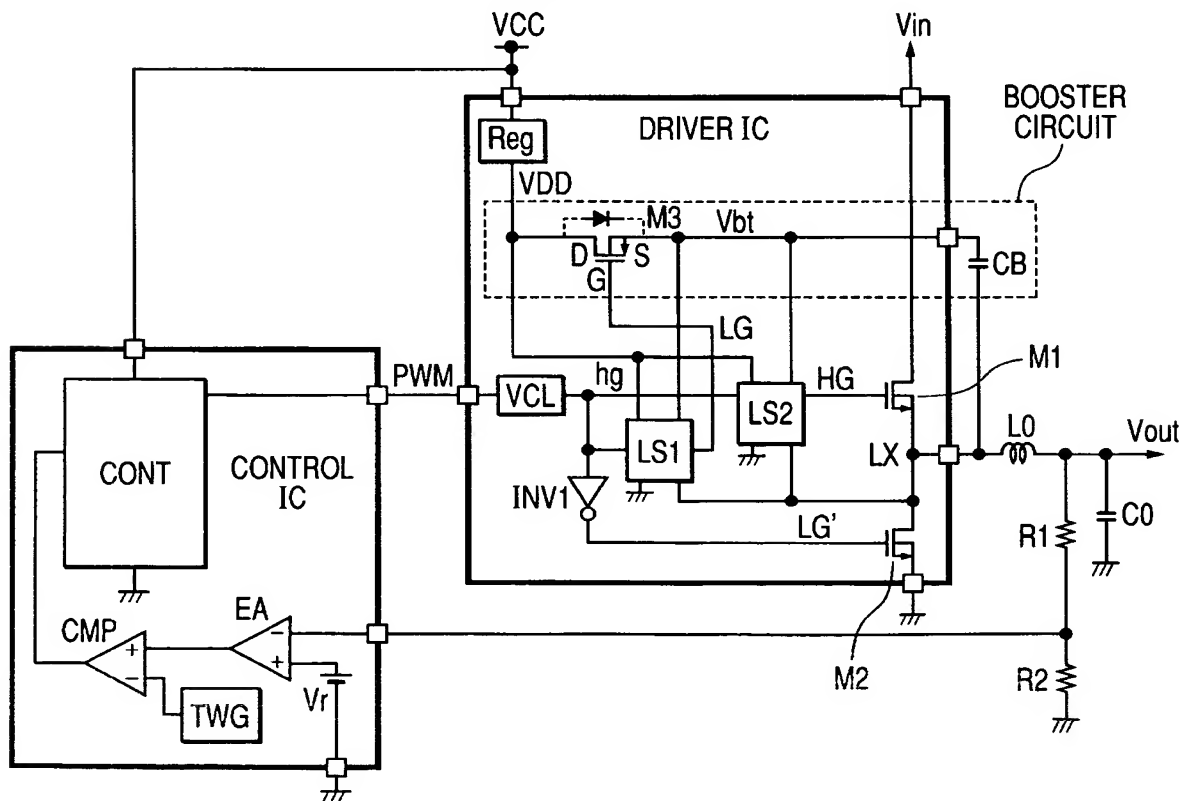 VCC
Vin
BOOSTER
CIRCUIT
DRIVER IC
Reg
VDD
M3
Vbt
D
S
G
CB
LG
M1
PWM
VCL
hg
LS2
HG
L0
Vout
LS1
LX
CONT
CONTROL
IC
INV1
LG'
R1
C0
EA
CMP
+
−
−
+
Vr
TWG
M2
R2